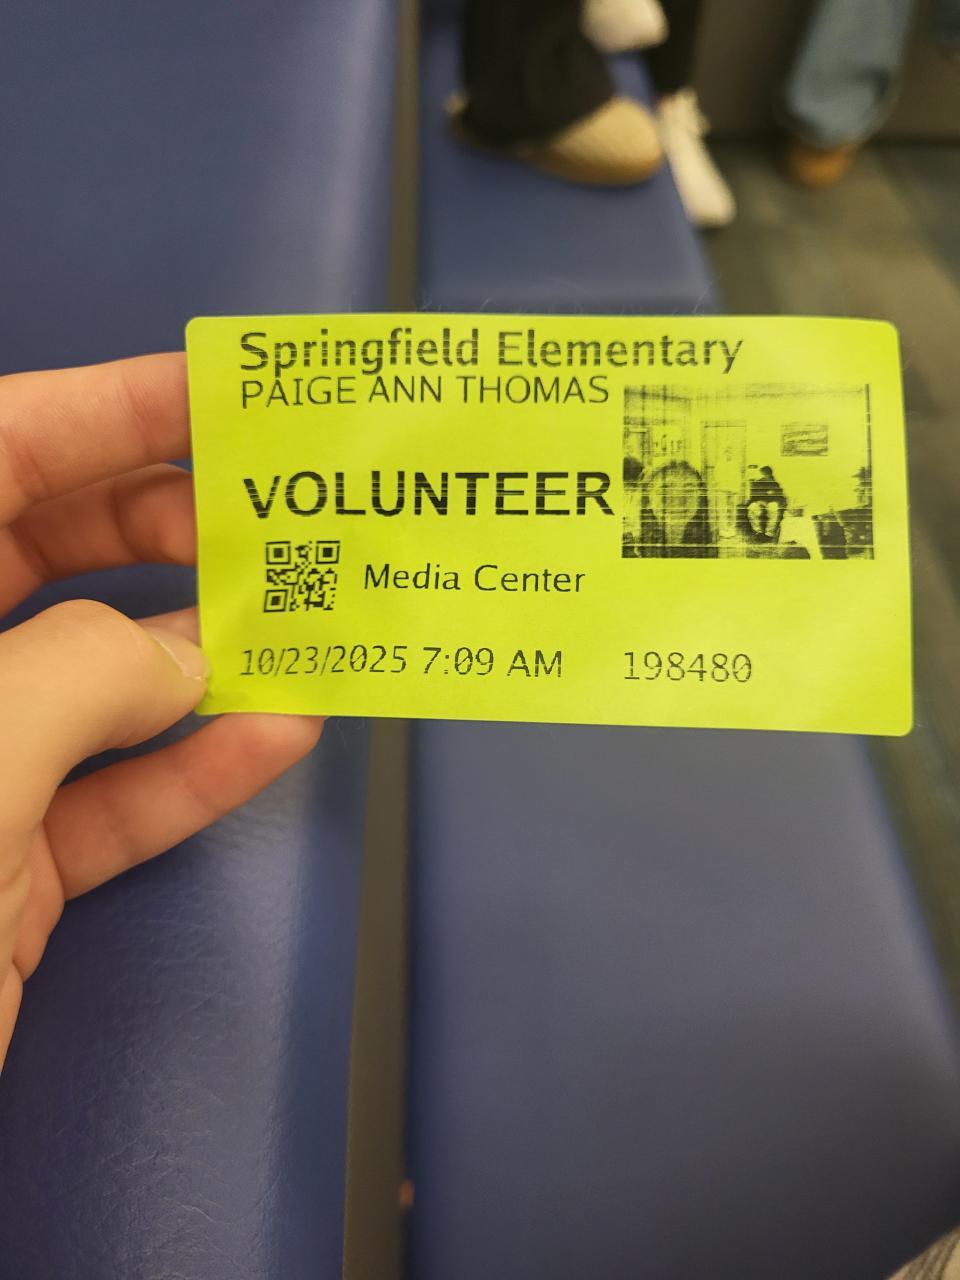 Springfield Elementary
PAIGE ANN THOMAS
VOLUNTEER
Media Center
10/23/2025 7:09 AM 198480